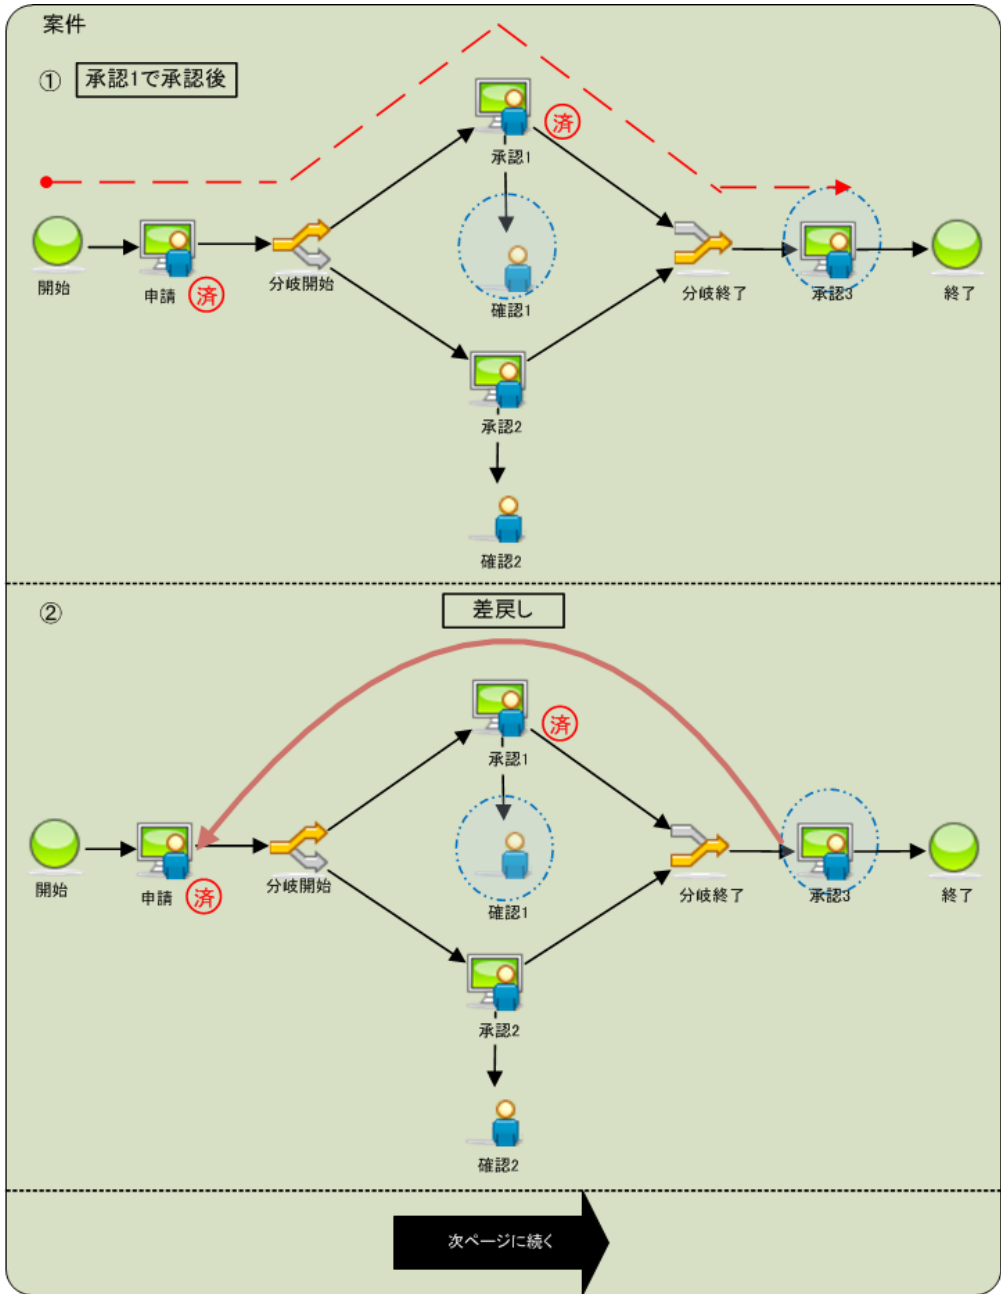 案件
① 承認1で承認後
済
承認1
開始
申請
済
分岐開始
確認1
分岐終了
承認3
終了
承認2
確認2
② 差戻し
済
承認1
開始
申請
済
分岐開始
確認1
分岐終了
承認3
終了
承認2
確認2
次ページに続く